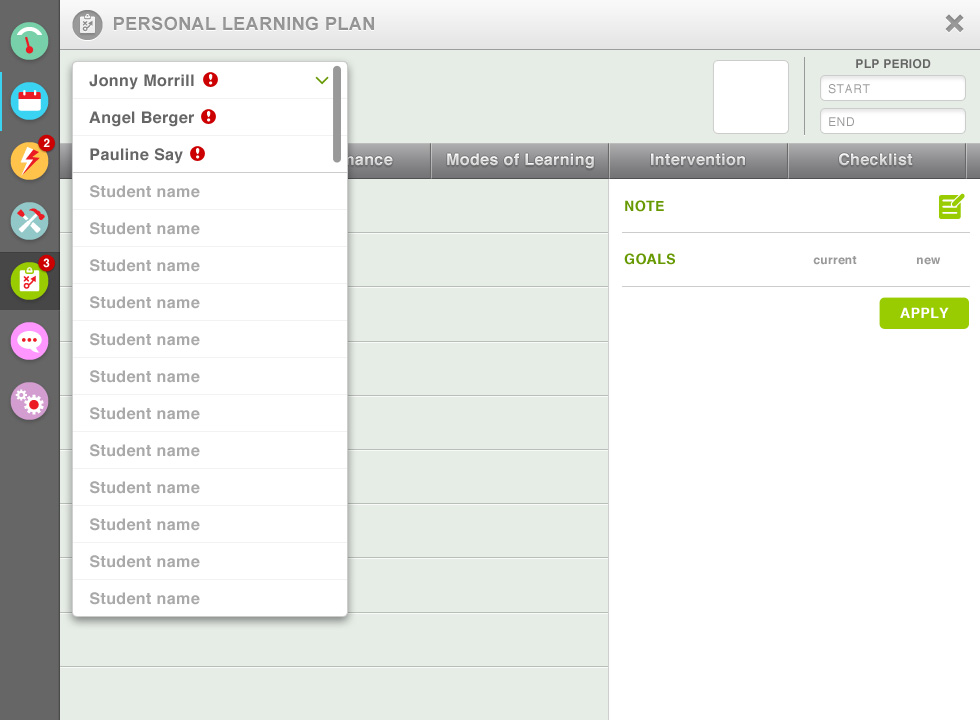 PERSONAL LEARNING PLAN
Jonny Morrill
Angel Berger
Pauline Say
Student name
Student name
Student name
Student name
Student name
Student name
Student name
Student name
Student name
Student name
Student name
Student name
PLP PERIOD
START
END
mance Modes of Learning Intervention Checklist
NOTE
GOALS current new
APPLY
2
3